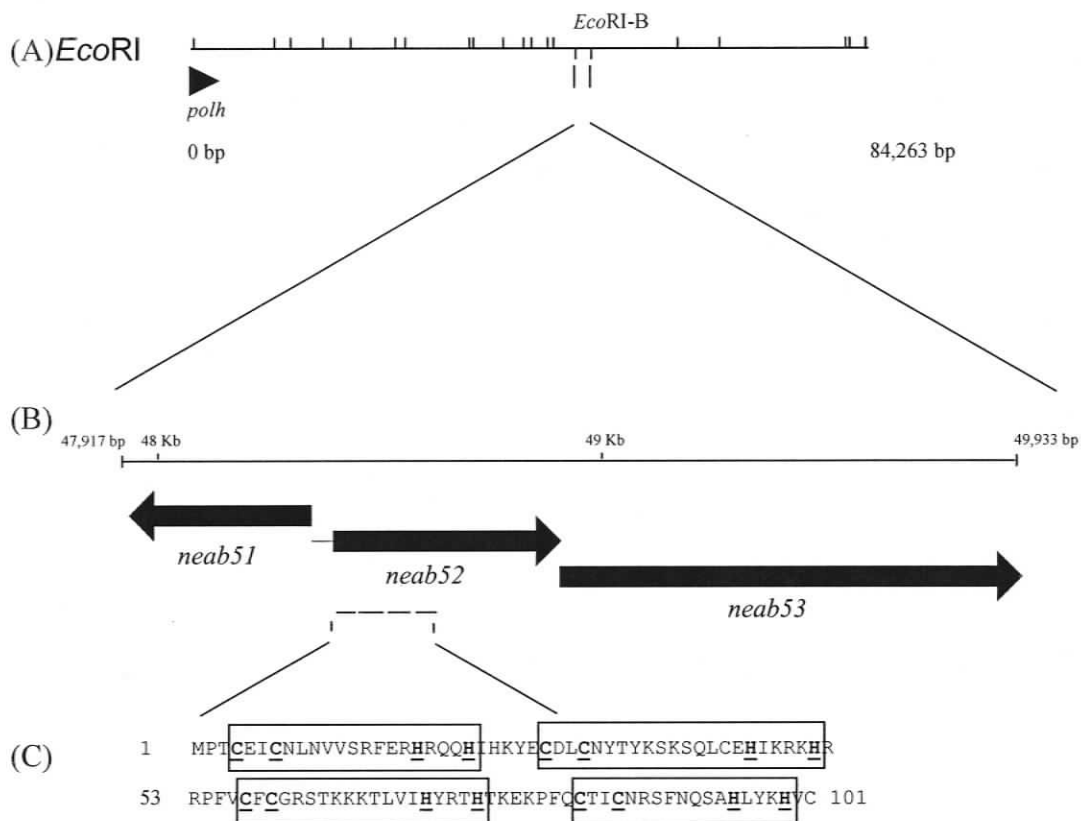 EcoRI-B
(A) EcoRI
polh
0 bp
84,263 bp
(B)
47,917 bp 48 Kb 49 Kb 49,933 bp
neab51
neab52
neab53
(C)
1 MPTCEICNLNVVSRFERHRQQHIHKYECDLCNYTYKSKSQLCEHIKRKHR
53 RPFVCFCGRSTKKKTLVIHYRTHTKEKPFQCTICNRSFNQSAHLYKHVC 101